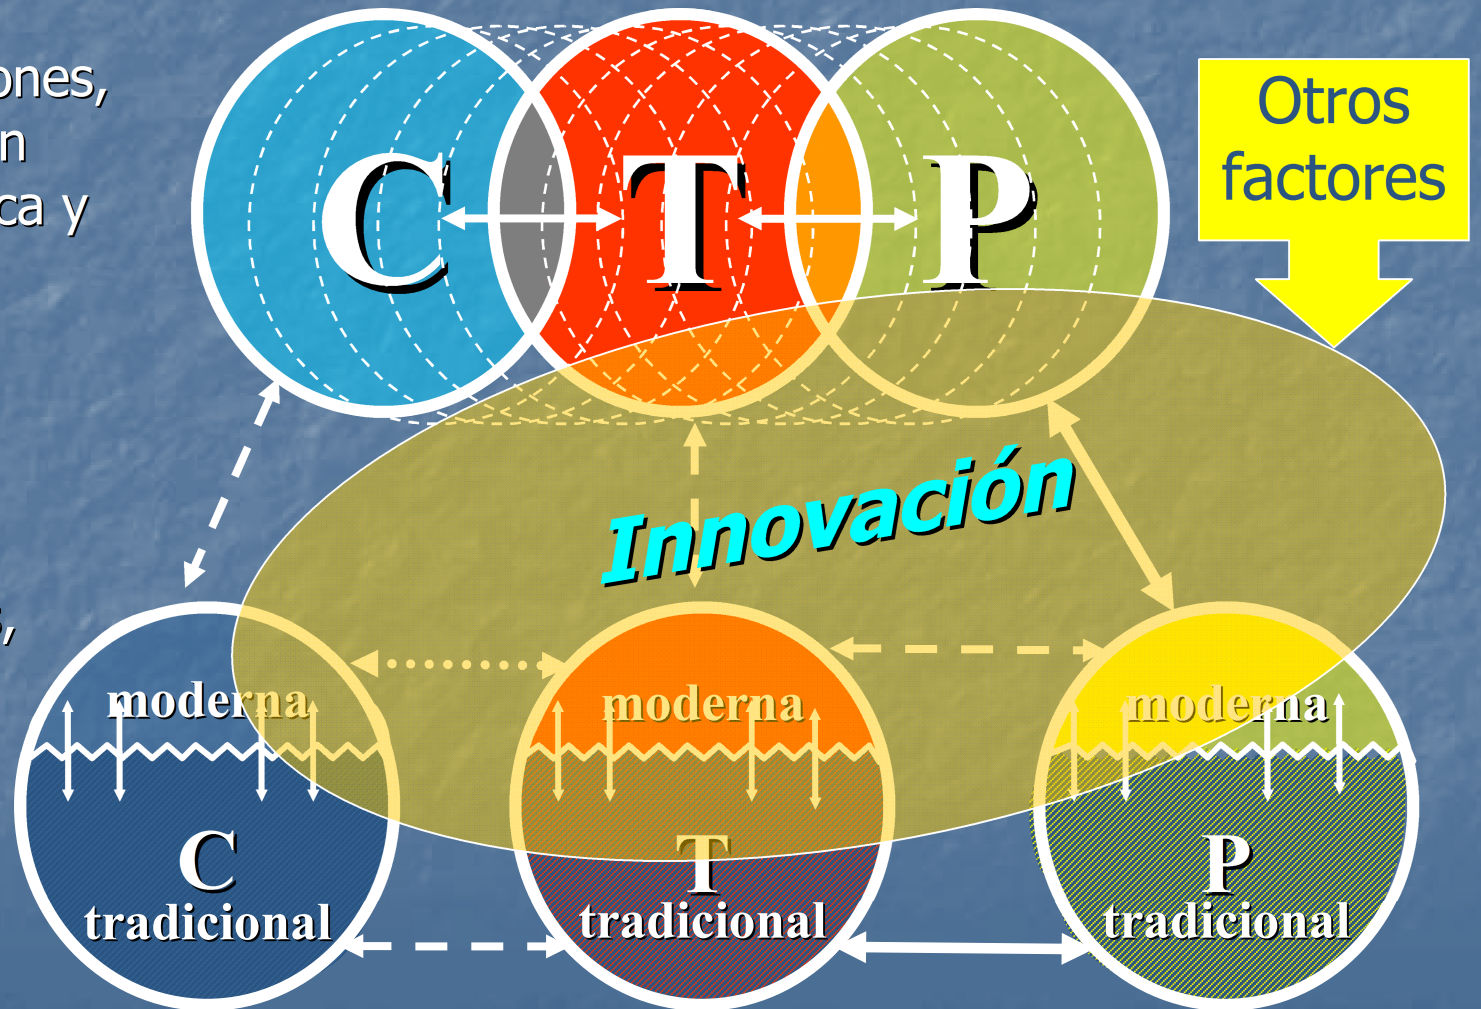 ones,
n
ca y
s,
C T P
Otros
factores
Innovación
moderna
moderna
moderna
C
tradicional
T
tradicional
P
tradicional